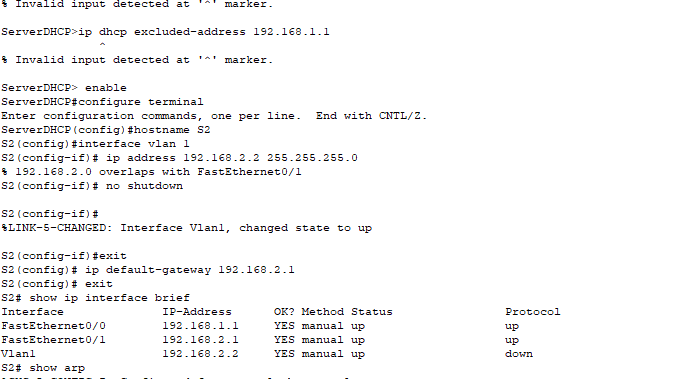 % Invalid input detected at '^' marker.
ServerDHCP>ip dhcp excluded-address 192.168.1.1
^
% Invalid input detected at '^' marker.
ServerDHCP> enable
ServerDHCP#configure terminal
Enter configuration commands, one per line.  End with CNTL/Z.
ServerDHCP(config)#hostname S2
S2(config)#interface vlan 1
S2(config-if)# ip address 192.168.2.2 255.255.255.0
% 192.168.2.0 overlaps with FastEthernet0/1
S2(config-if)# no shutdown
S2(config-if)#
%LINK-5-CHANGED: Interface Vlan1, changed state to up
S2(config-if)#exit
S2(config)# ip default-gateway 192.168.2.1
S2(config)# exit
S2# show ip interface brief
Interface              IP-Address      OK? Method Status                Protocol
FastEthernet0/0        192.168.1.1     YES manual up                    up
FastEthernet0/1        192.168.2.1     YES manual up                    up
Vlan1                  192.168.2.2     YES manual up                    down
S2# show arp